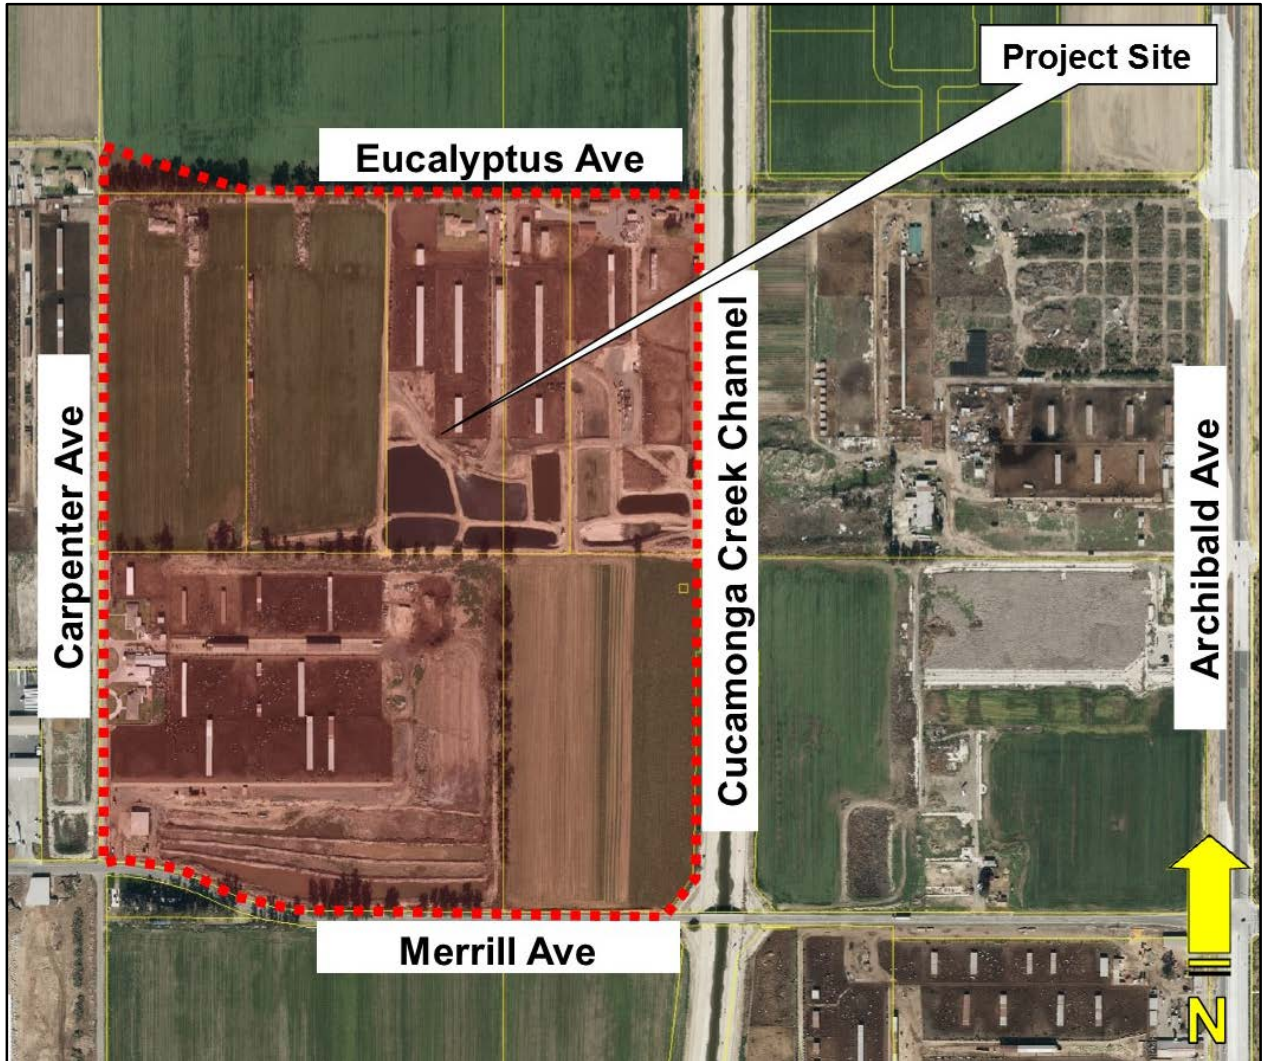 Project Site
Eucalyptus Ave
Carpenter Ave
Cucamonga Creek Channel
Archibald Ave
Merrill Ave
N